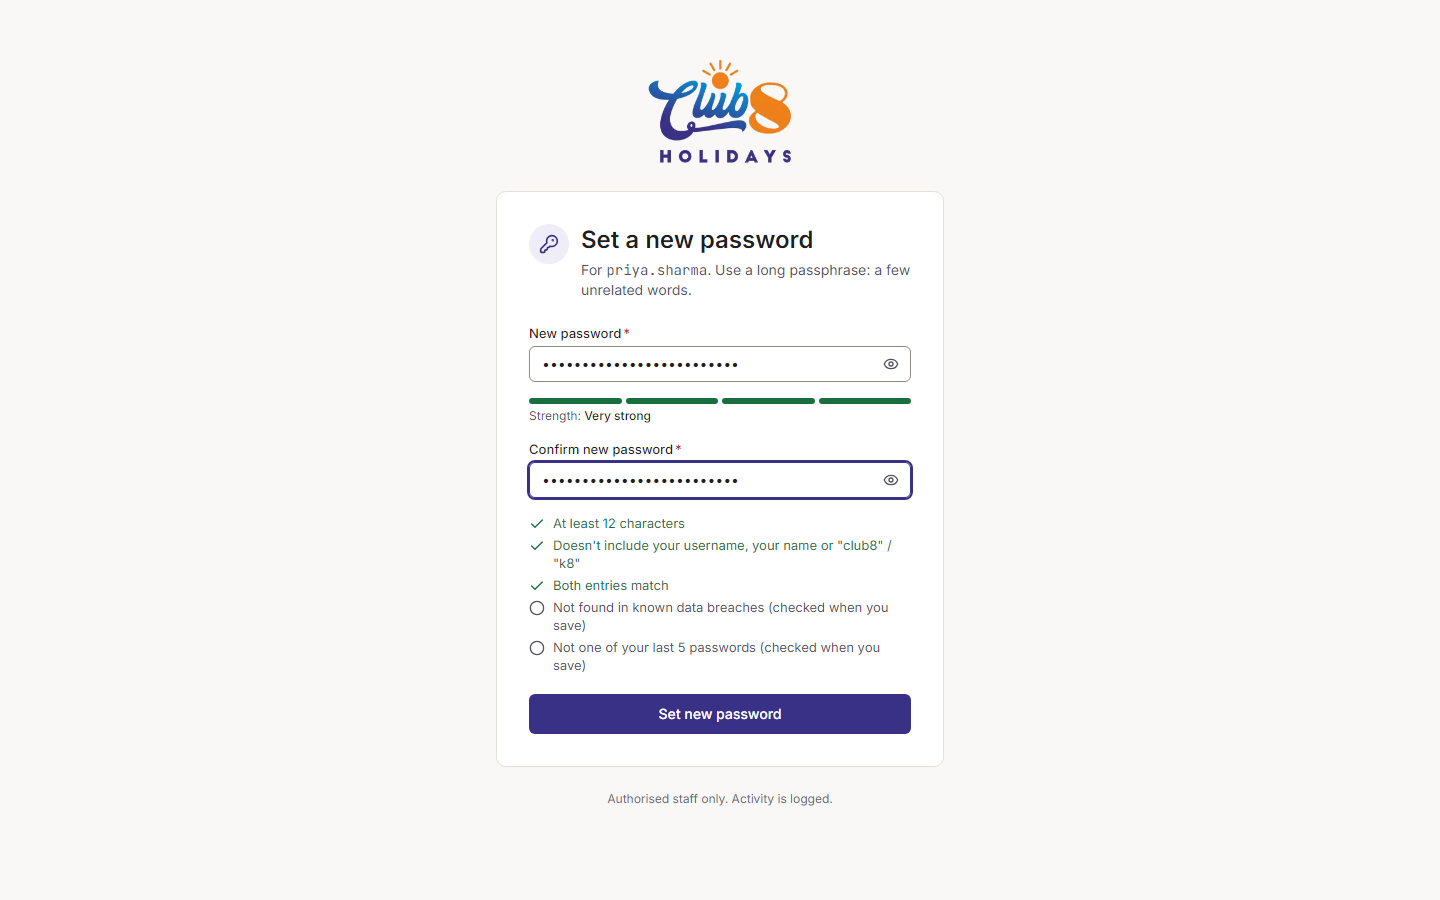 Club8
HOLIDAYS
Set a new password
For priya.sharma. Use a long passphrase: a few
unrelated words.
New password *
•••••••••••••••••••••••••
Strength: Very strong
Confirm new password *
•••••••••••••••••••••••••
At least 12 characters
Doesn't include your username, your name or "club8" /
"k8"
Both entries match
Not found in known data breaches (checked when you
save)
Not one of your last 5 passwords (checked when you
save)
Set new password
Authorised staff only. Activity is logged.